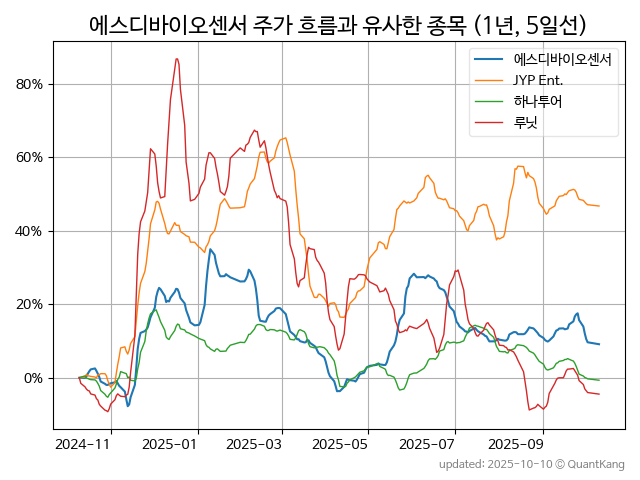 에스디바이오센서 주가 흐름과 유사한 종목 (1년, 5일선)
에스디바이오센서
JYP Ent.
하나투어
루닛
80%
60%
40%
20%
0%
2024-11 2025-01 2025-03 2025-05 2025-07 2025-09
updated: 2025-10-10 © QuantKang